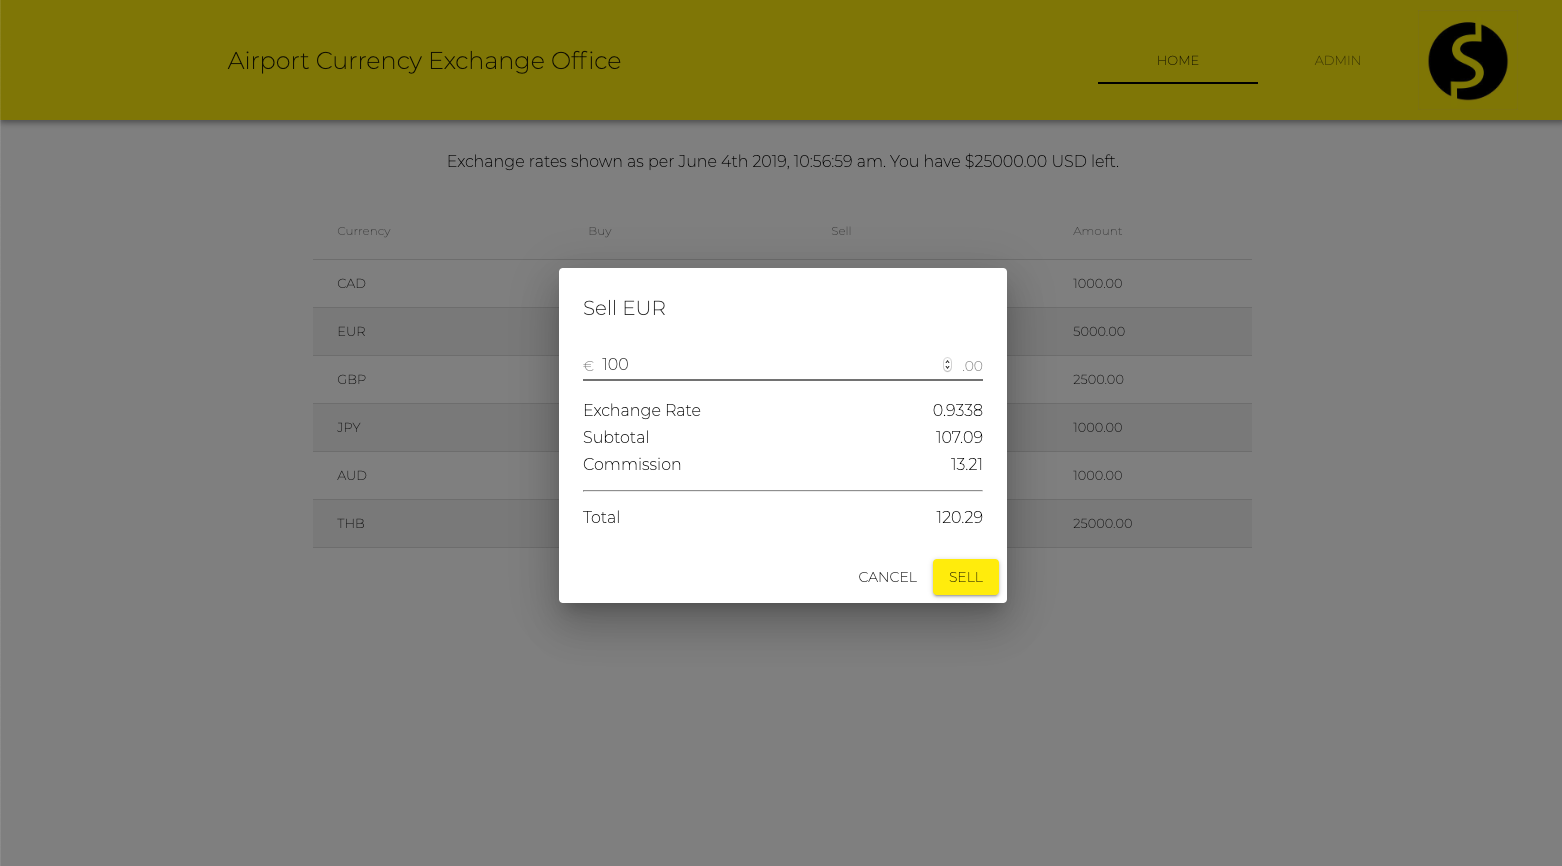 Airport Currency Exchange Office
HOME
ADMIN
Exchange rates shown as per June 4th 2019, 10:56:59 am. You have $25000.00 USD left.
Currency Buy Sell Amount
CAD 1000.00
EUR 5000.00
GBP 2500.00
JPY 1000.00
AUD 1000.00
THB 25000.00
Sell EUR
€ 100 .00
Exchange Rate 0.9338
Subtotal 107.09
Commission 13.21
Total 120.29
CANCEL SELL